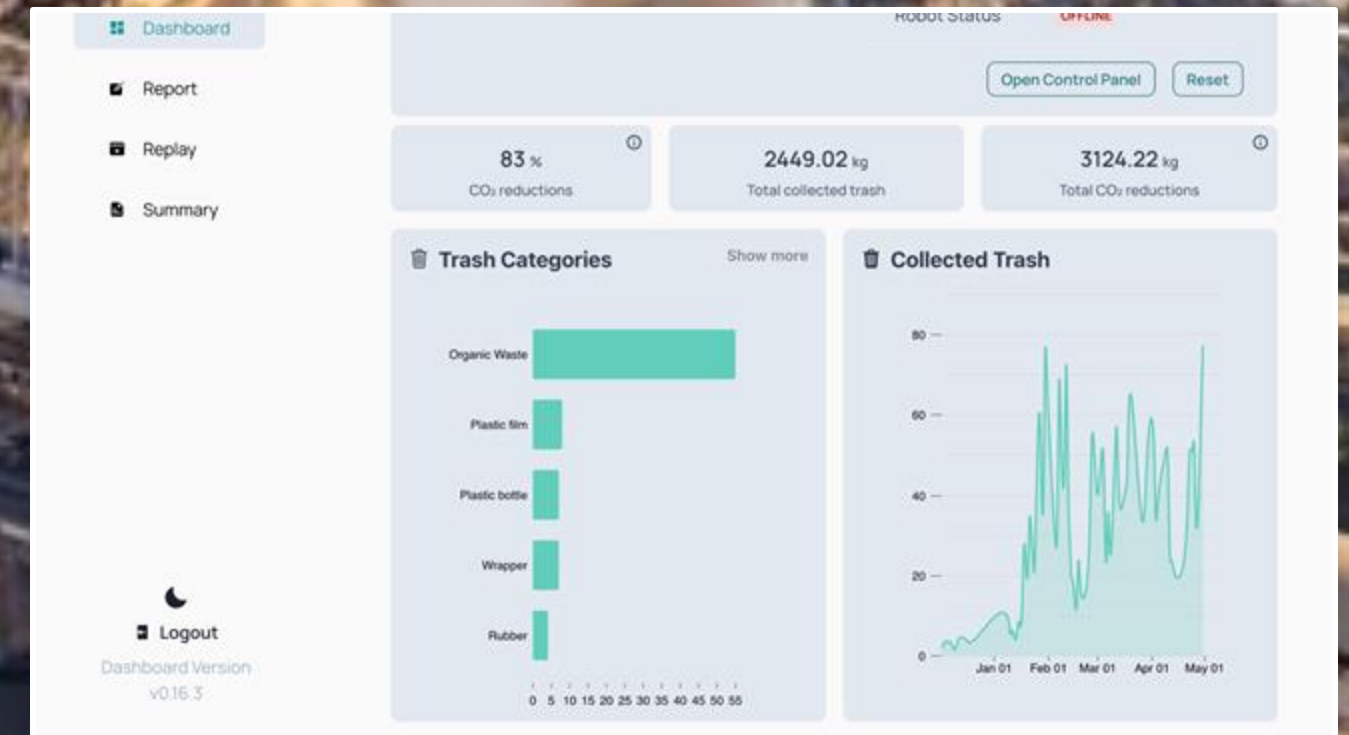 Dashboard
Report
Replay
Summary
Logout
Dashboard Version
v0.16.3
Robot Status OFFLINE
Open Control Panel Reset
83 %
CO₂ reductions
2449.02 kg
Total collected trash
3124.22 kg
Total CO₂ reductions
Trash Categories Show more
Organic Waste
Plastic film
Plastic bottle
Wrapper
Rubber
0 5 10 15 20 25 30 35 40 45 50 55
Collected Trash
80
60
40
20
0
Jan 01 Feb 01 Mar 01 Apr 01 May 01